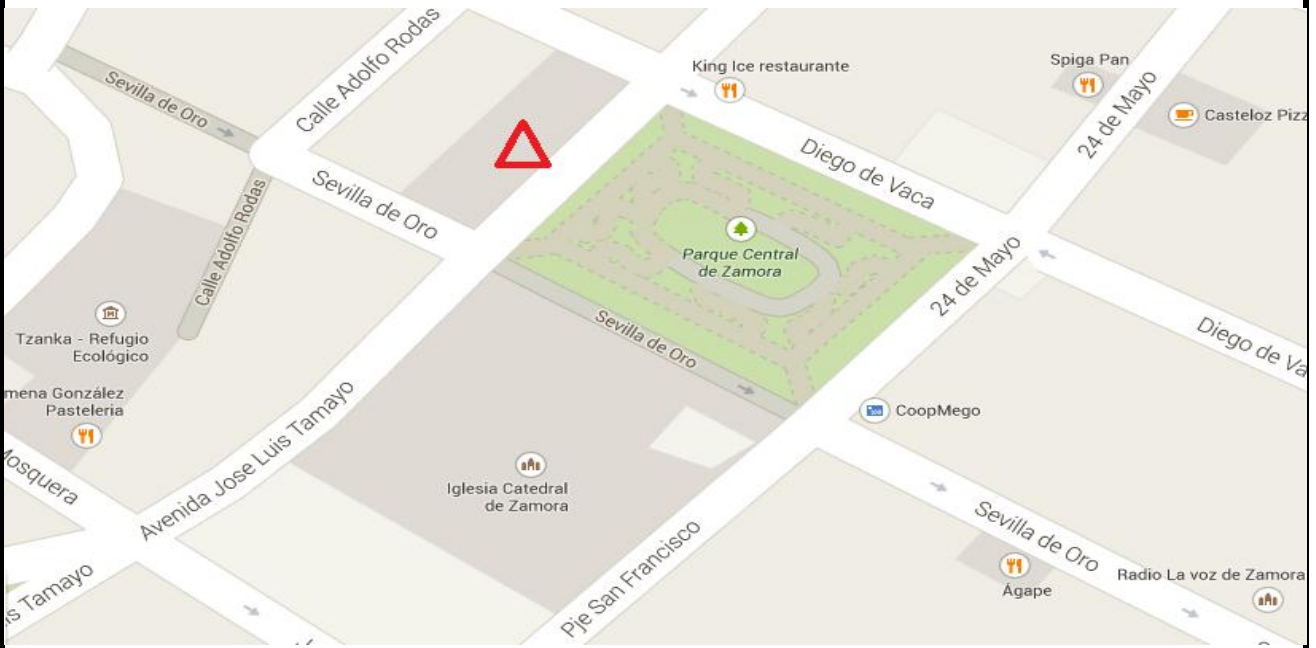 Calle Adolfo Rodas
Sevilla de Oro
King Ice restaurante
Spiga Pan
24 de Mayo
Casteloz Pizz
Diego de Vaca
Sevilla de Oro
Calle Adolfo Rodas
Parque Central
de Zamora
24 de Mayo
Tzanka - Refugio
Ecológico
Sevilla de Oro
Diego de Va
mena González
Pasteleria
CoopMego
Avenida Jose Luis Tamayo
Mosquera
Iglesia Catedral
de Zamora
Sevilla de Oro
Pje San Francisco
Ágape
Radio La voz de Zamora
is Tamayo